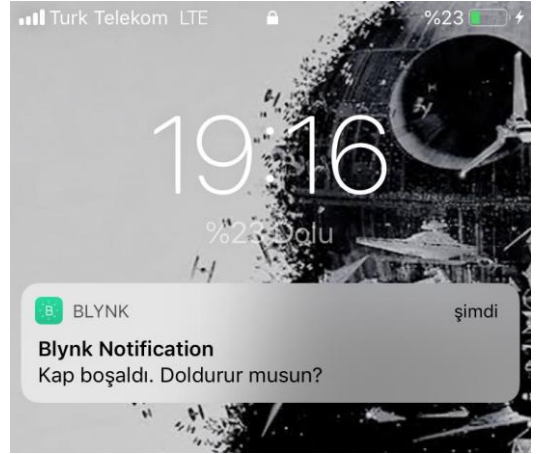 Turk Telekom LTE %23
19:16
%23 Dolu
BLYNK şimdi
Blynk Notification
Kap boşaldı. Doldurur musun?